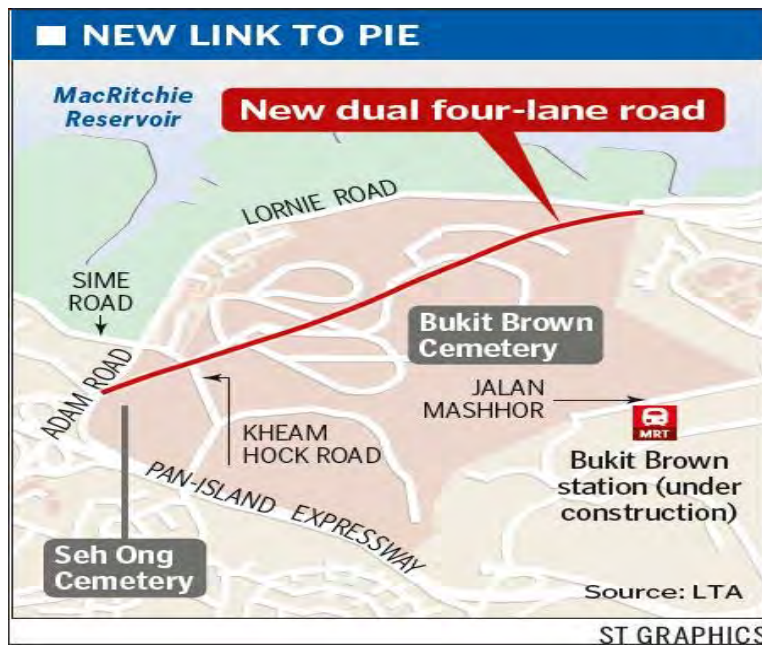 NEW LINK TO PIE
MacRitchie
Reservoir
New dual four-lane road
LORNIE ROAD
SIME
ROAD
Bukit Brown
Cemetery
ADAM ROAD
JALAN
MASHHOR
KHEAM
HOCK ROAD
MRT
Bukit Brown
station (under
construction)
PAN-ISLAND EXPRESSWAY
Seh Ong
Cemetery
Source: LTA
ST GRAPHICS